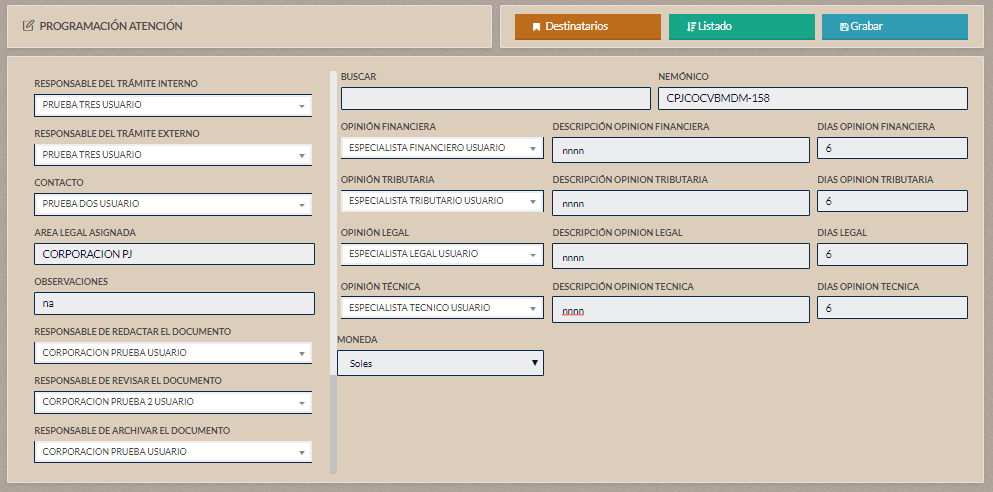 PROGRAMACIÓN ATENCIÓN
Destinatarios
Listado
Grabar
RESPONSABLE DEL TRÁMITE INTERNO
PRUEBA TRES USUARIO
RESPONSABLE DEL TRÁMITE EXTERNO
PRUEBA TRES USUARIO
CONTACTO
PRUEBA DOS USUARIO
AREA LEGAL ASIGNADA
CORPORACION PJ
OBSERVACIONES
na
RESPONSABLE DE REDACTAR EL DOCUMENTO
CORPORACION PRUEBA USUARIO
RESPONSABLE DE REVISAR EL DOCUMENTO
CORPORACION PRUEBA 2 USUARIO
RESPONSABLE DE ARCHIVAR EL DOCUMENTO
CORPORACION PRUEBA USUARIO
BUSCAR
NEMÓNICO
CPJCOCVBMDM-158
OPINIÓN FINANCIERA
DESCRIPCIÓN OPINION FINANCIERA
DIAS OPINION FINANCIERA
ESPECIALISTA FINANCIERO USUARIO
nnnn
6
OPINIÓN TRIBUTARIA
DESCRIPCIÓN OPINION TRIBUTARIA
DIAS OPINION TRIBUTARIA
ESPECIALISTA TRIBUTARIO USUARIO
nnnn
6
OPINIÓN LEGAL
DESCRIPCIÓN OPINION LEGAL
DIAS LEGAL
ESPECIALISTA LEGAL USUARIO
nnnn
6
OPINIÓN TÉCNICA
DESCRIPCIÓN OPINION TECNICA
DIAS OPINION TECNICA
ESPECIALISTA TECNICO USUARIO
nnnn
6
MONEDA
Soles